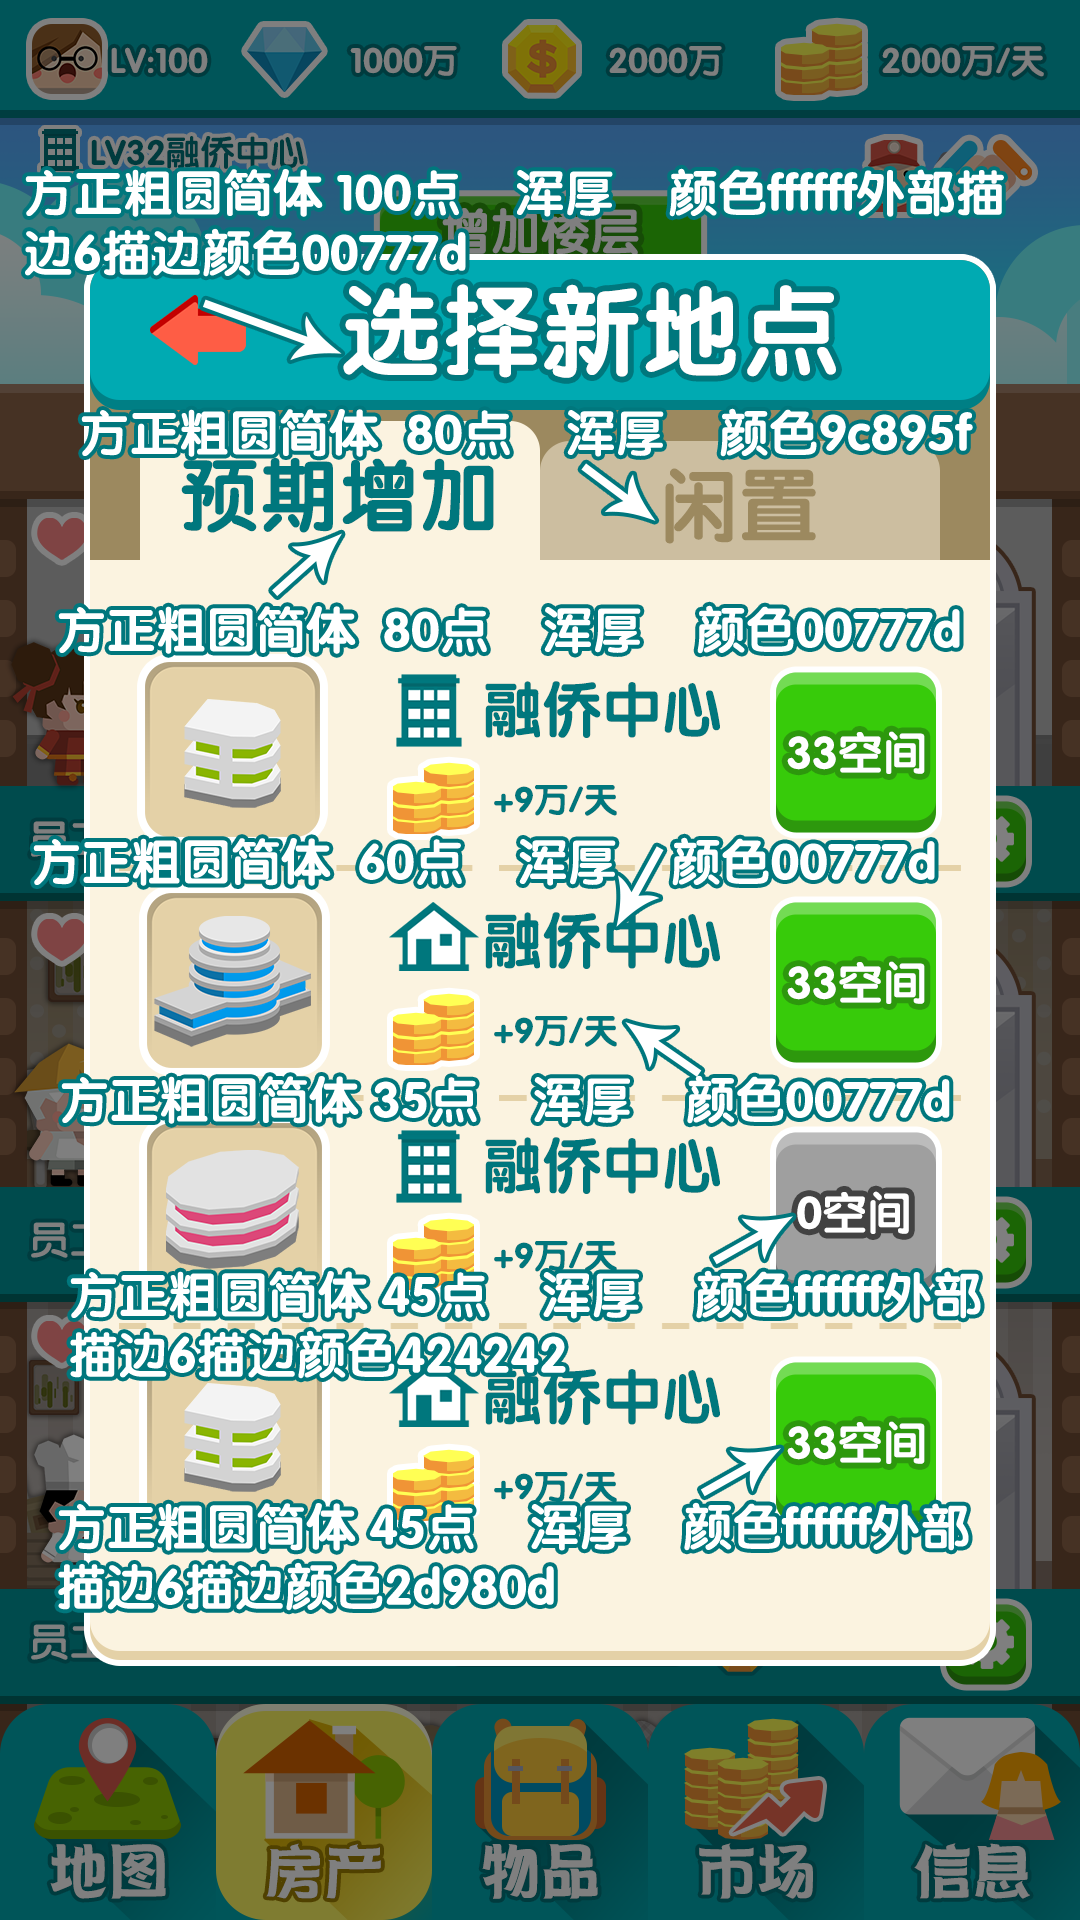 LV:100 1000万 2000万 2000万/天
LV32融侨中心
方正粗圆简体 100点 浑厚 颜色ffffff外部描
边6描边颜色00777d
增加楼层
选择新地点
方正粗圆简体 80点 浑厚 颜色9c895f
预期增加 闲置
方正粗圆简体 80点 浑厚 颜色00777d
融侨中心
33空间
+9万/天
方正粗圆简体 60点 浑厚 颜色00777d
融侨中心
33空间
+9万/天
方正粗圆简体 35点 浑厚 颜色00777d
融侨中心
0空间
+9万/天
员工
方正粗圆简体 45点 浑厚 颜色ffffff外部
描边6描边颜色424242
融侨中心
33空间
+9万/天
方正粗圆简体 45点 浑厚 颜色ffffff外部
描边6描边颜色2d980d
员工
地图 房产 物品 市场 信息